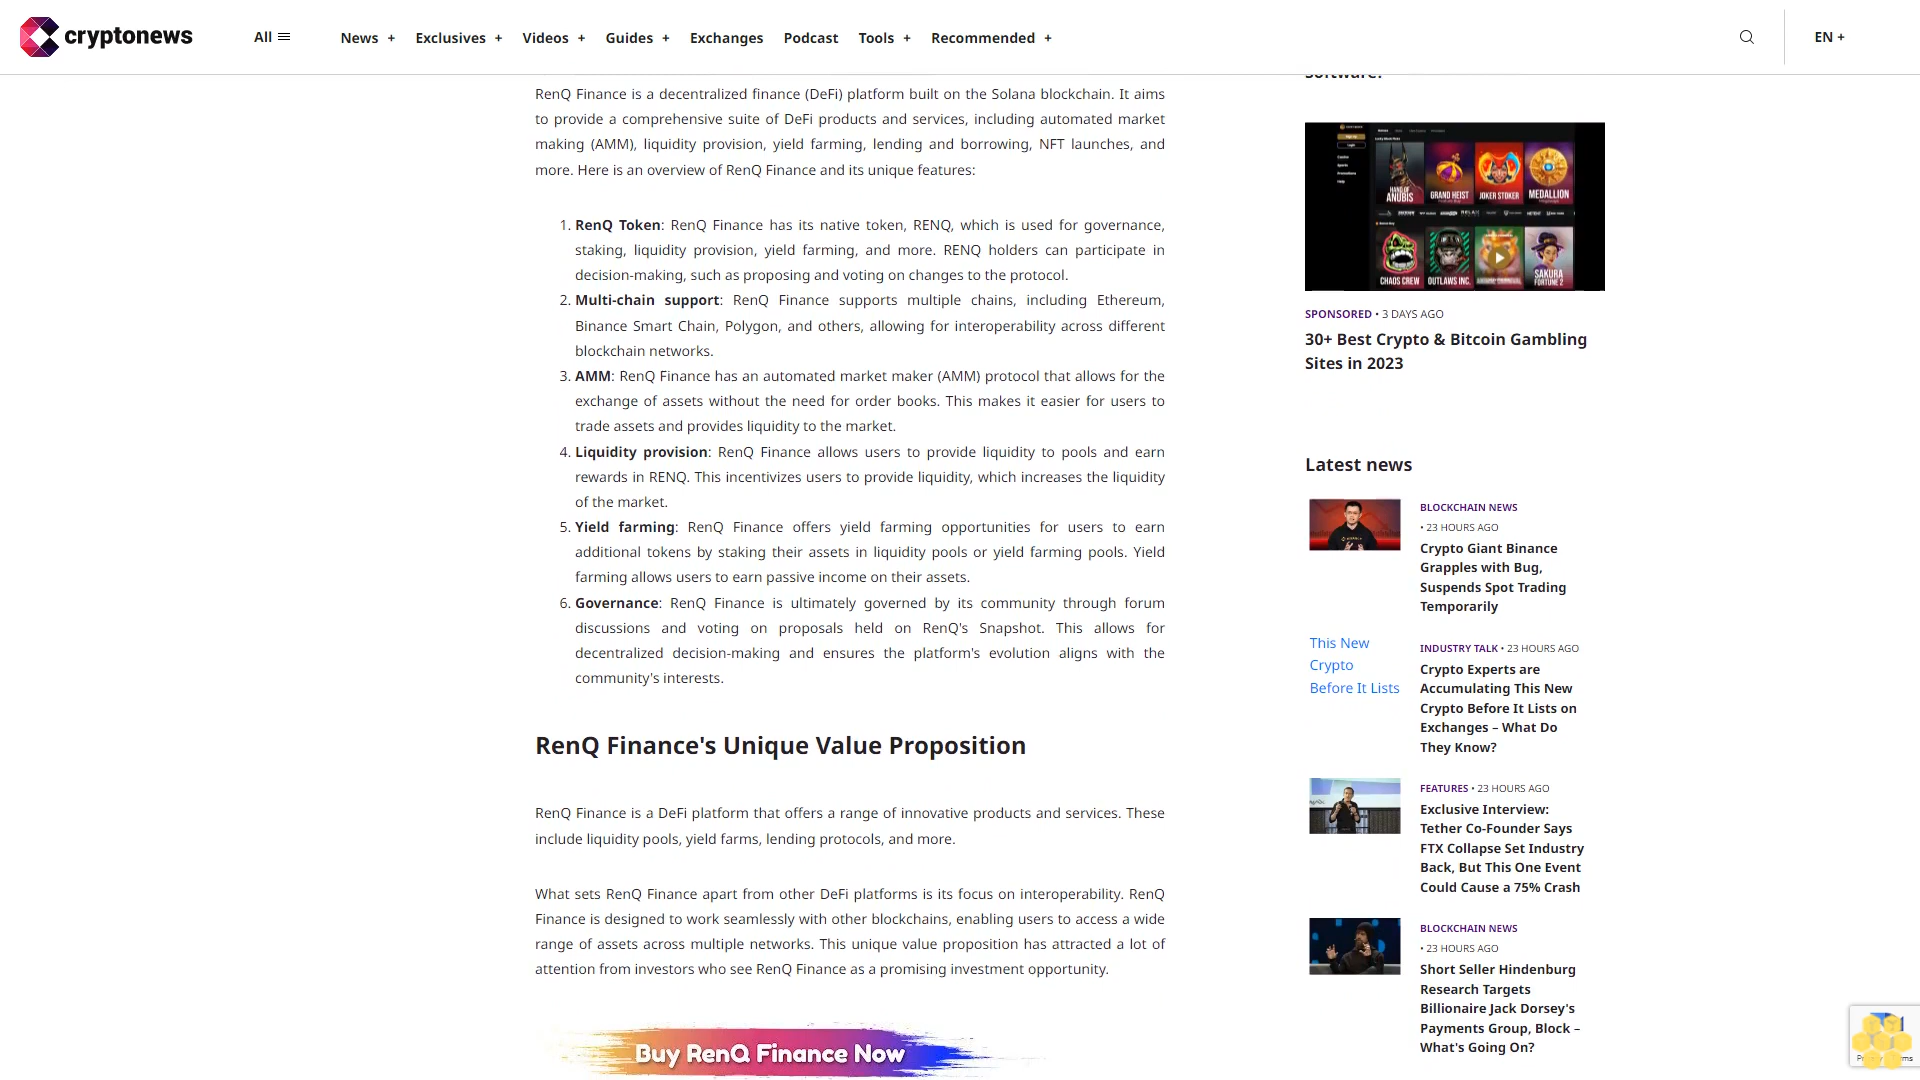 cryptonews
All
News +
Exclusives +
Videos +
Guides +
Exchanges
Podcast
Tools +
Recommended +
EN +
RenQ Finance is a decentralized finance (DeFi) platform built on the Solana blockchain. It aims
to provide a comprehensive suite of DeFi products and services, including automated market
making (AMM), liquidity provision, yield farming, lending and borrowing, NFT launches, and
more. Here is an overview of RenQ Finance and its unique features:
1. RenQ Token: RenQ Finance has its native token, RENQ, which is used for governance,
staking, liquidity provision, yield farming, and more. RENQ holders can participate in
decision-making, such as proposing and voting on changes to the protocol.
2. Multi-chain support: RenQ Finance supports multiple chains, including Ethereum,
Binance Smart Chain, Polygon, and others, allowing for interoperability across different
blockchain networks.
3. AMM: RenQ Finance has an automated market maker (AMM) protocol that allows for the
exchange of assets without the need for order books. This makes it easier for users to
trade assets and provides liquidity to the market.
4. Liquidity provision: RenQ Finance allows users to provide liquidity to pools and earn
rewards in RENQ. This incentivizes users to provide liquidity, which increases the liquidity
of the market.
5. Yield farming: RenQ Finance offers yield farming opportunities for users to earn
additional tokens by staking their assets in liquidity pools or yield farming pools. Yield
farming allows users to earn passive income on their assets.
6. Governance: RenQ Finance is ultimately governed by its community through forum
discussions and voting on proposals held on RenQ's Snapshot. This allows for
decentralized decision-making and ensures the platform's evolution aligns with the
community's interests.
RenQ Finance's Unique Value Proposition
RenQ Finance is a DeFi platform that offers a range of innovative products and services. These
include liquidity pools, yield farms, lending protocols, and more.
What sets RenQ Finance apart from other DeFi platforms is its focus on interoperability. RenQ
Finance is designed to work seamlessly with other blockchains, enabling users to access a wide
range of assets across multiple networks. This unique value proposition has attracted a lot of
attention from investors who see RenQ Finance as a promising investment opportunity.
Buy RenQ Finance Now
Software?
HAND OF
ANUBIS
GRAND HEIST
JOKER STOKER
MEDALLION
CHAOS CREW
OUTLAWS INC.
SAKURA
FORTUNE 2
SPONSORED • 3 DAYS AGO
30+ Best Crypto & Bitcoin Gambling
Sites in 2023
Latest news
BLOCKCHAIN NEWS
• 23 HOURS AGO
Crypto Giant Binance
Grapples with Bug,
Suspends Spot Trading
Temporarily
This New
Crypto
Before It Lists
INDUSTRY TALK • 23 HOURS AGO
Crypto Experts are
Accumulating This New
Crypto Before It Lists on
Exchanges – What Do
They Know?
FEATURES • 23 HOURS AGO
Exclusive Interview:
Tether Co-Founder Says
FTX Collapse Set Industry
Back, But This One Event
Could Cause a 75% Crash
BLOCKCHAIN NEWS
• 23 HOURS AGO
Short Seller Hindenburg
Research Targets
Billionaire Jack Dorsey's
Payments Group, Block –
What's Going On?